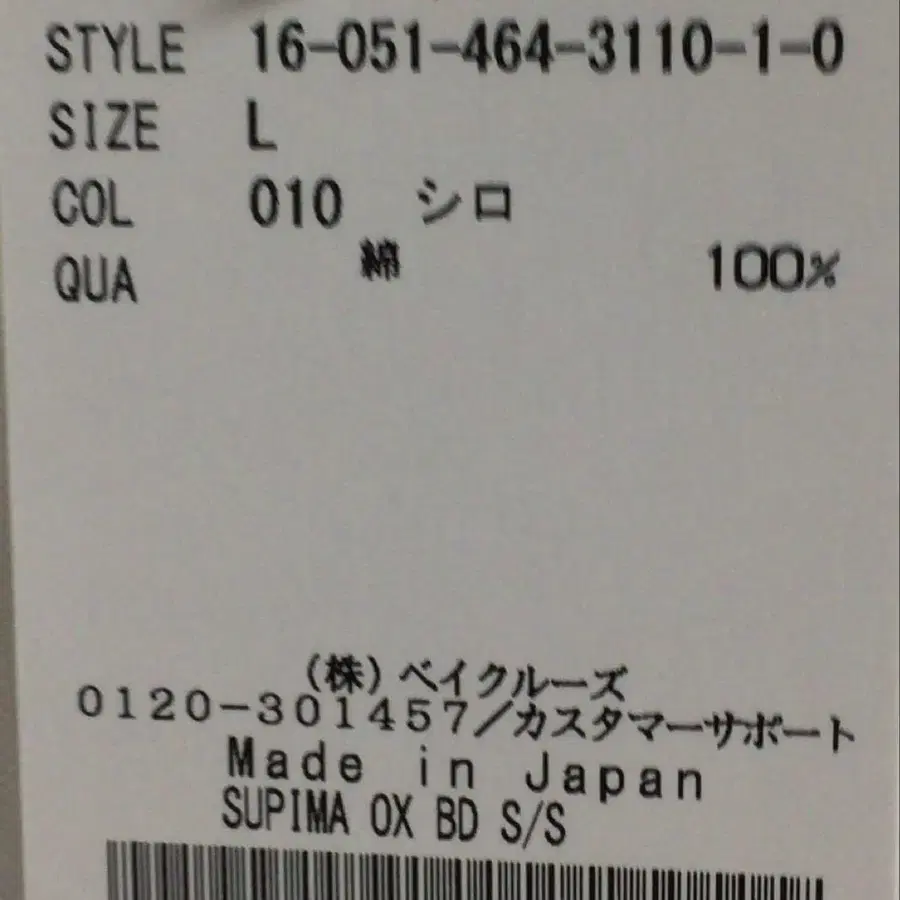 STYLE 16-051-464-3110-1-0
SIZE L
COL 010 シロ
QUA 綿 100%
(株)ベイクルーズ
0120-301457/カスタマーサポート
Made in Japan
SUPIMA OX BD S/S